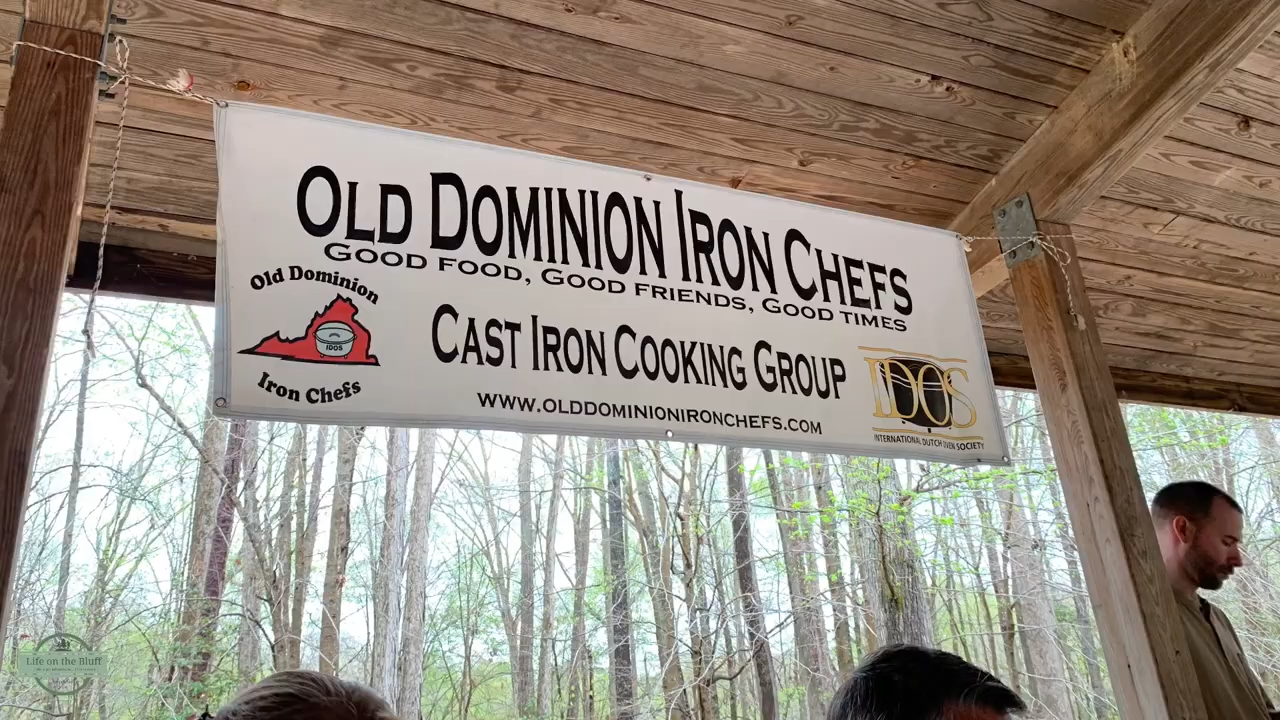 OLD DOMINION IRON CHEFS
GOOD FOOD, GOOD FRIENDS, GOOD TIMES
Old Dominion
IDOS
Iron Chefs
CAST IRON COOKING GROUP
WWW.OLDDOMINIONIRONCHEFS.COM
IDOS
INTERNATIONAL DUTCH OVEN SOCIETY
Life on the Bluff